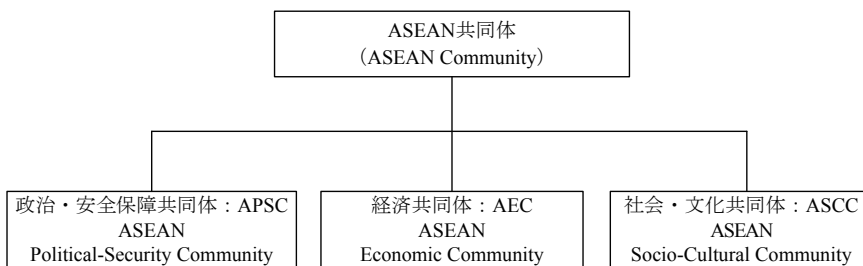 ASEAN共同体
(ASEAN Community)
政治・安全保障共同体：APSC
ASEAN
Political-Security Community
経済共同体：AEC
ASEAN
Economic Community
社会・文化共同体：ASCC
ASEAN
Socio-Cultural Community